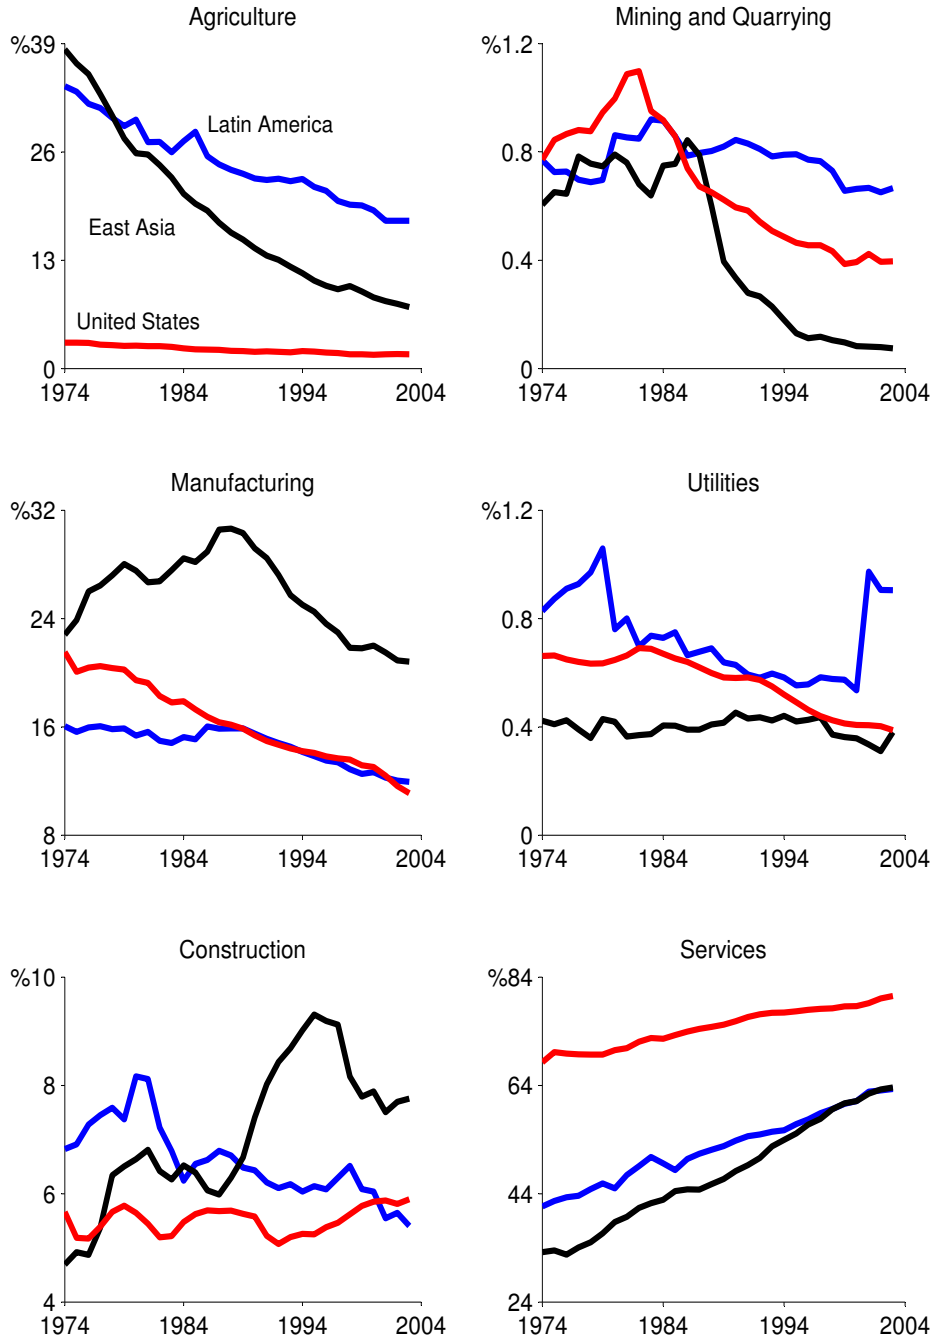 Agriculture
%39
26
13
0
1974 1984 1994 2004
Latin America
East Asia
United States
Mining and Quarrying
%1.2
0.8
0.4
0
1974 1984 1994 2004
Manufacturing
%32
24
16
8
1974 1984 1994 2004
Utilities
%1.2
0.8
0.4
0
1974 1984 1994 2004
Construction
%10
8
6
4
1974 1984 1994 2004
Services
%84
64
44
24
1974 1984 1994 2004